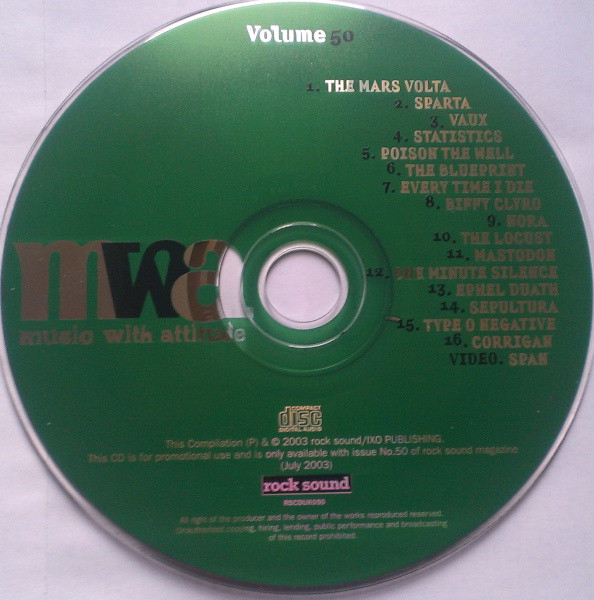 Volume 50
1. THE MARS VOLTA
2. SPARTA
3. VAUX
4. STATISTICS
5. POISON THE WELL
6. THE BLUEPRINT
7. EVERY TIME I DIE
8. BIFFY CLYRO
9. NORA
10. THE LOCUST
11. MASTODON
12. ONE MINUTE SILENCE
13. EPHEL DUATH
14. SEPULTURA
15. TYPE O NEGATIVE
16. CORRIGAN
VIDEO. SPAN
mwa
music with attitude
COMPACT
disc
DIGITAL AUDIO
This Compilation (P) & © 2003 rock sound/IXO PUBLISHING.
This CD is for promotional use and is only available with issue No.50 of rock sound magazine
(July 2003)
rock sound
RSCDUK050
All right of the producer and the owner of the works reproduced reserved.
Unauthorised copying, hiring, lending, public performance and broadcasting
of this record prohibited.